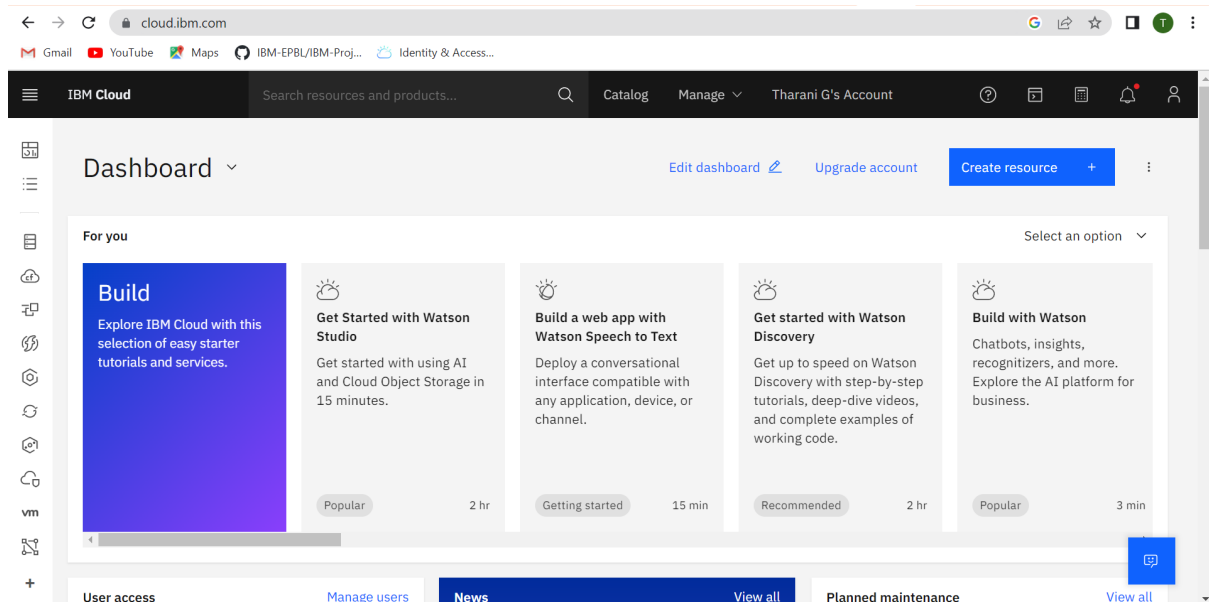 cloud.ibm.com
G
T
Gmail YouTube Maps IBM-EPBL/IBM-Proj... Identity & Access...
IBM Cloud Search resources and products... Catalog Manage Tharani G's Account
Dashboard
Edit dashboard Upgrade account Create resource +
For you
Select an option
Build
Explore IBM Cloud with this
selection of easy starter
tutorials and services.
Get Started with Watson
Studio
Get started with using AI
and Cloud Object Storage in
15 minutes.
Popular 2 hr
Build a web app with
Watson Speech to Text
Deploy a conversational
interface compatible with
any application, device, or
channel.
Getting started 15 min
Get started with Watson
Discovery
Get up to speed on Watson
Discovery with step-by-step
tutorials, deep-dive videos,
and complete examples of
working code.
Recommended 2 hr
Build with Watson
Chatbots, insights,
recognizers, and more.
Explore the AI platform for
business.
Popular 3 min
cf
vm
User access Manage users
News View all
Planned maintenance View all